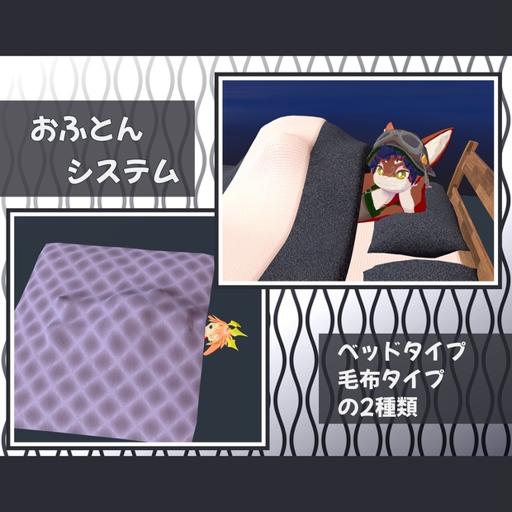 おふとん
システム
ベッドタイプ
毛布タイプ
の2種類